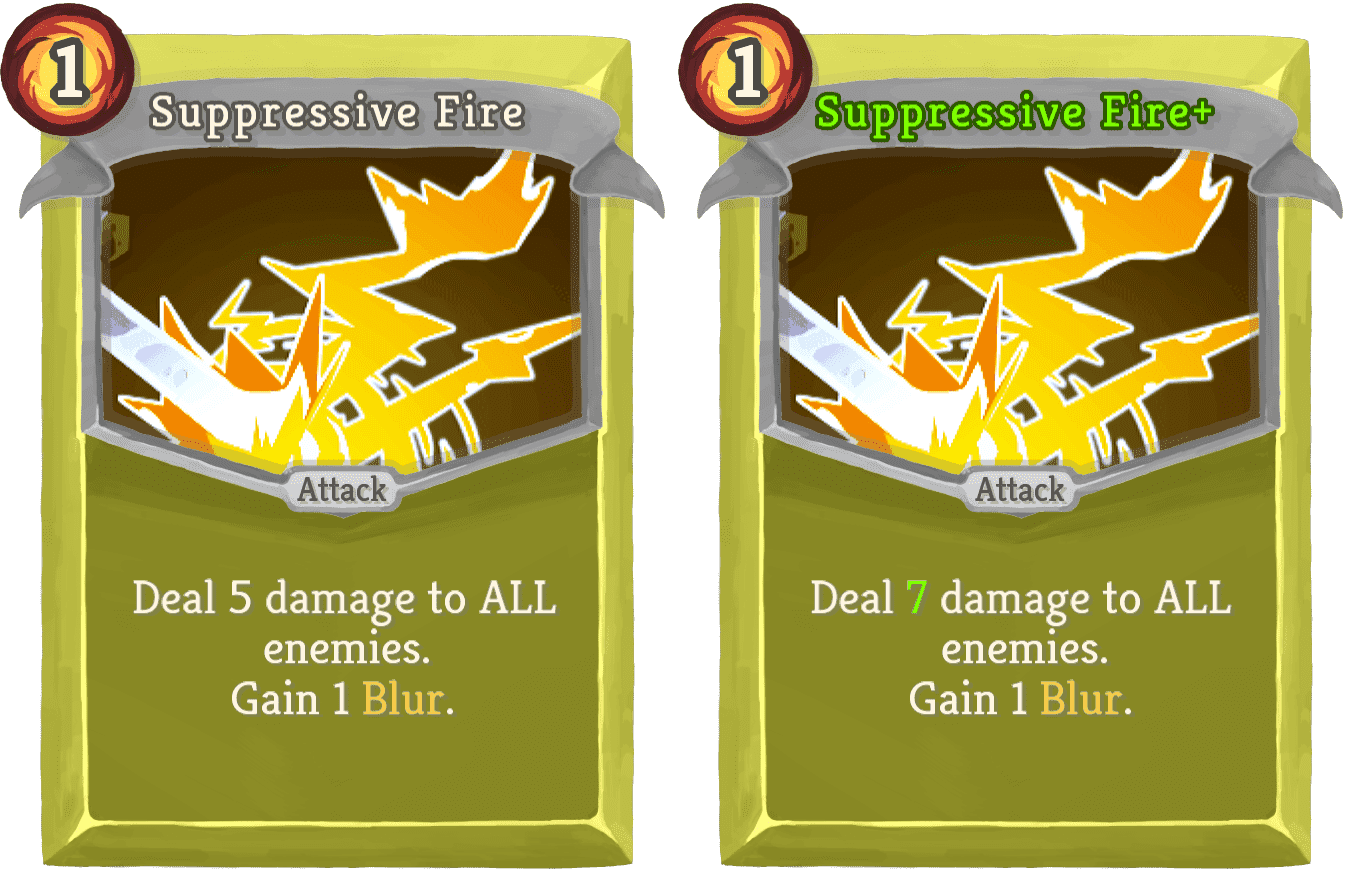 1
Suppressive Fire
Attack
Deal 5 damage to ALL
enemies.
Gain 1 Blur.
1
Suppressive Fire+
Attack
Deal 7 damage to ALL
enemies.
Gain 1 Blur.